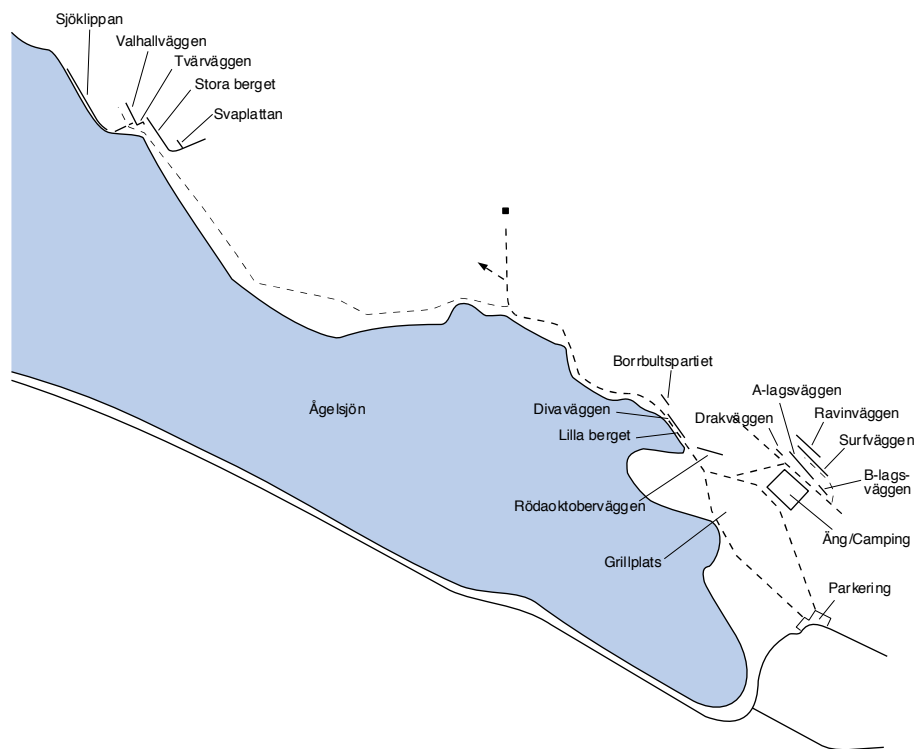 Sjöklippan
Valhallväggen
Tvärväggen
Stora berget
Svaplattan
Borrbultspartiet
A-lagsväggen
Divaväggen
Drakväggen
Ravinväggen
Ågelsjön
Lilla berget
Surfväggen
B-lags-
väggen
Rödaoktoberväggen
Äng/Camping
Grillplats
Parkering